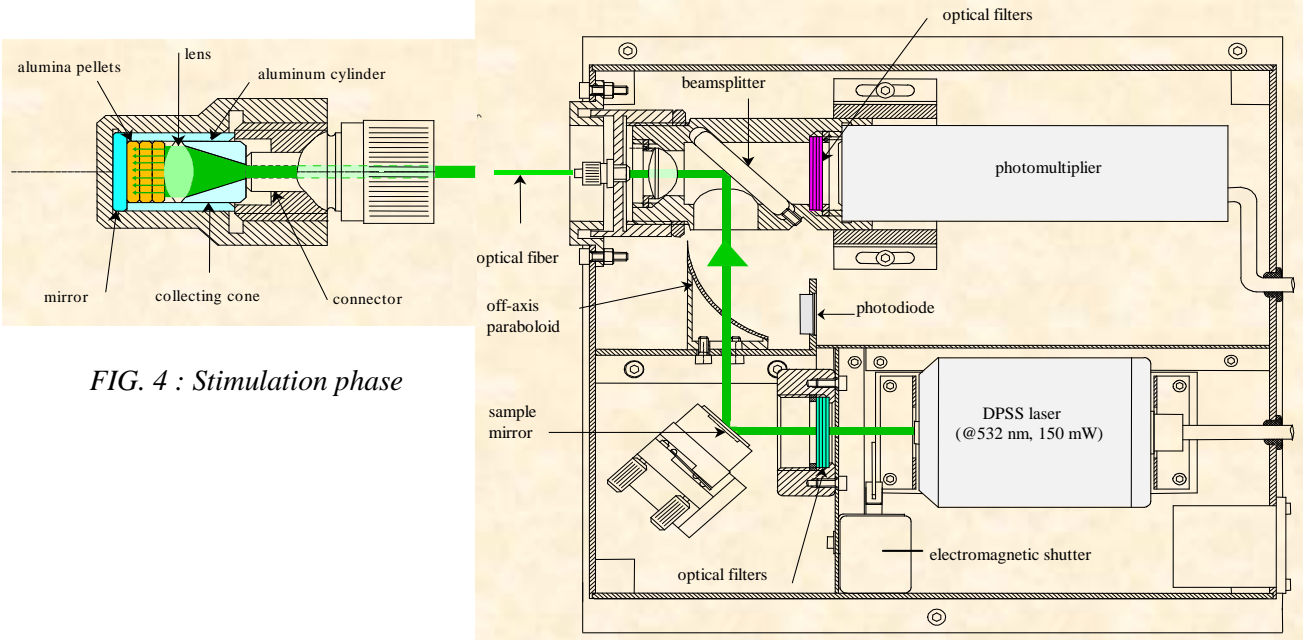 lens
alumina pellets
aluminum cylinder
mirror
collecting cone
connector
FIG. 4 : Stimulation phase
optical filters
beamsplitter
photomultiplier
optical fiber
off-axis
paraboloid
photodiode
sample
mirror
DPSS laser
(@532 nm, 150 mW)
electromagnetic shutter
optical filters